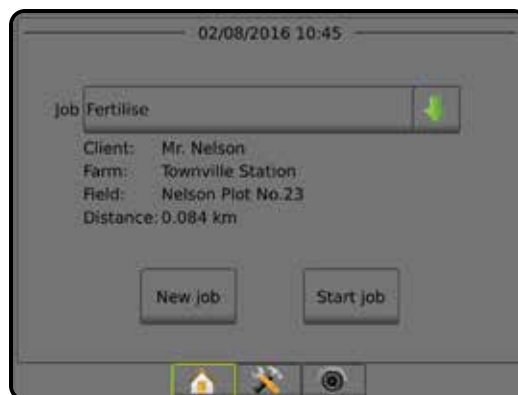 02/08/2016 10:45
Job Fertilise
Client: Mr. Nelson
Farm: Townville Station
Field: Nelson Plot No.23
Distance: 0.084 km
New job Start job